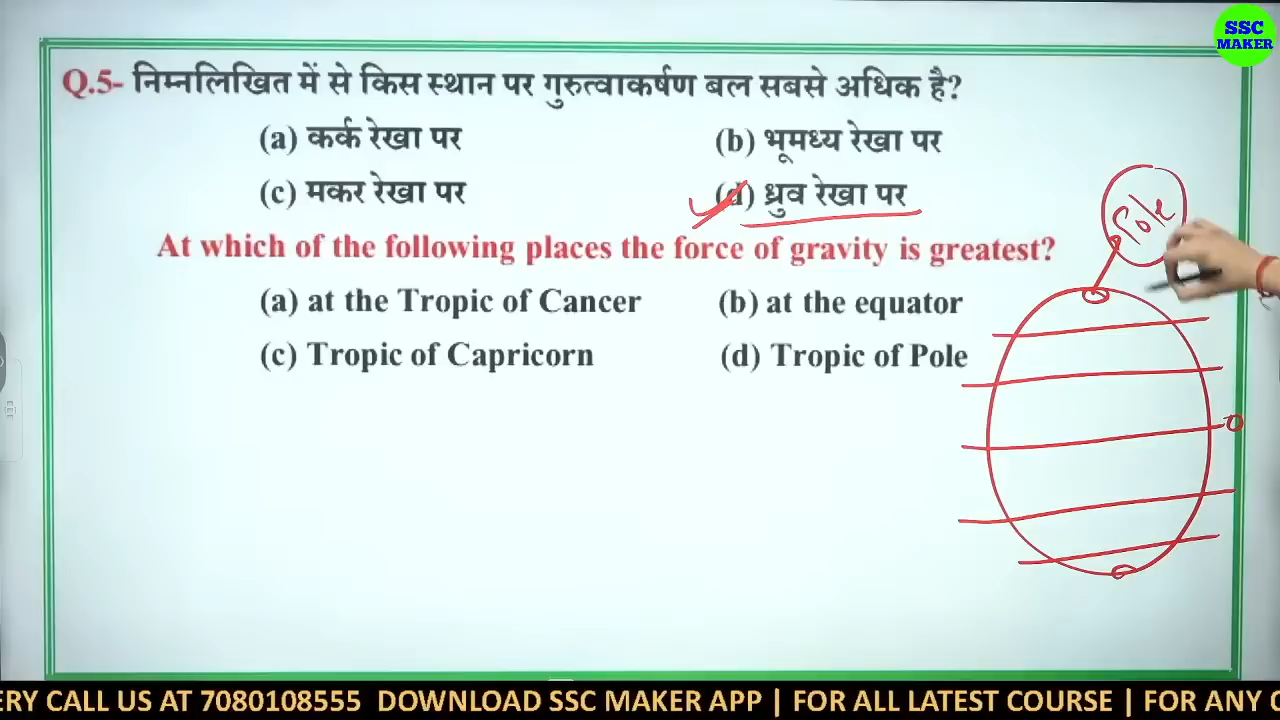 SSC
MAKER
Q.5- निम्नलिखित में से किस स्थान पर गुरुत्वाकर्षण बल सबसे अधिक है?
(a) कर्क रेखा पर (b) भूमध्य रेखा पर
(c) मकर रेखा पर (d) ध्रुव रेखा पर
Pole
At which of the following places the force of gravity is greatest?
(a) at the Tropic of Cancer (b) at the equator
(c) Tropic of Capricorn (d) Tropic of Pole
ERY CALL US AT 7080108555 DOWNLOAD SSC MAKER APP | FOR ALL LATEST COURSE | FOR ANY